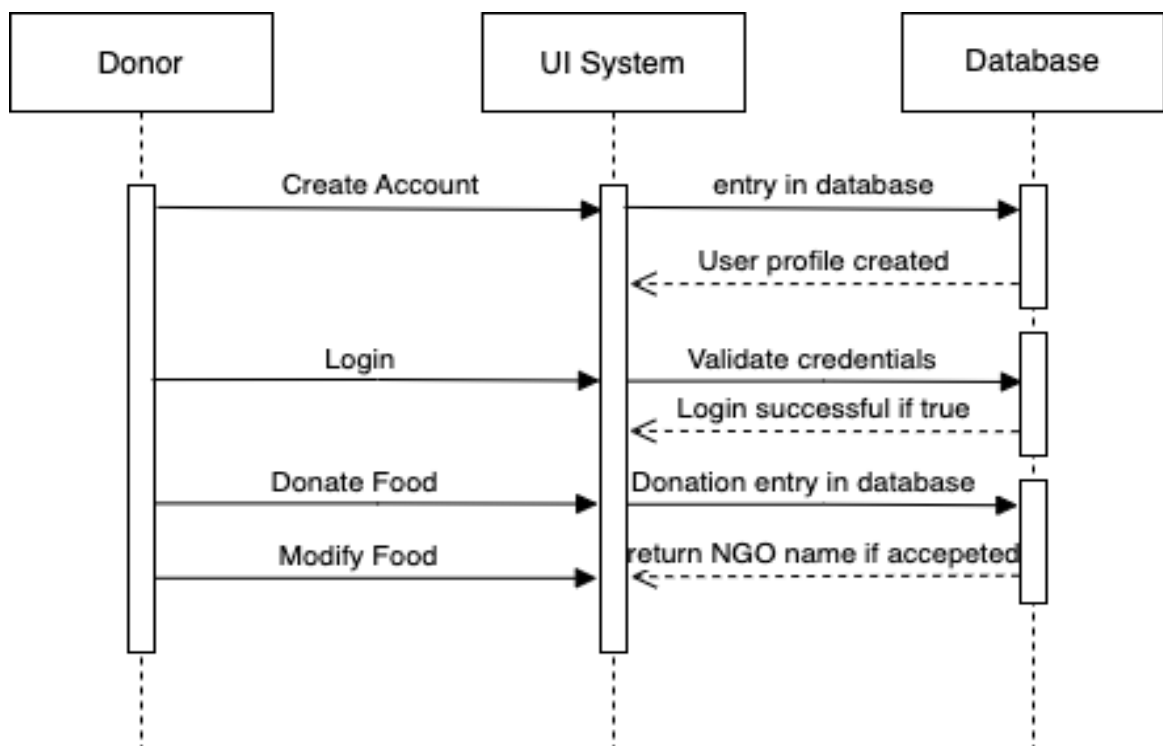 Donor
UI System
Database
Create Account
entry in database
User profile created
Login
Validate credentials
Login successful if true
Donate Food
Donation entry in database
Modify Food
return NGO name if accepeted